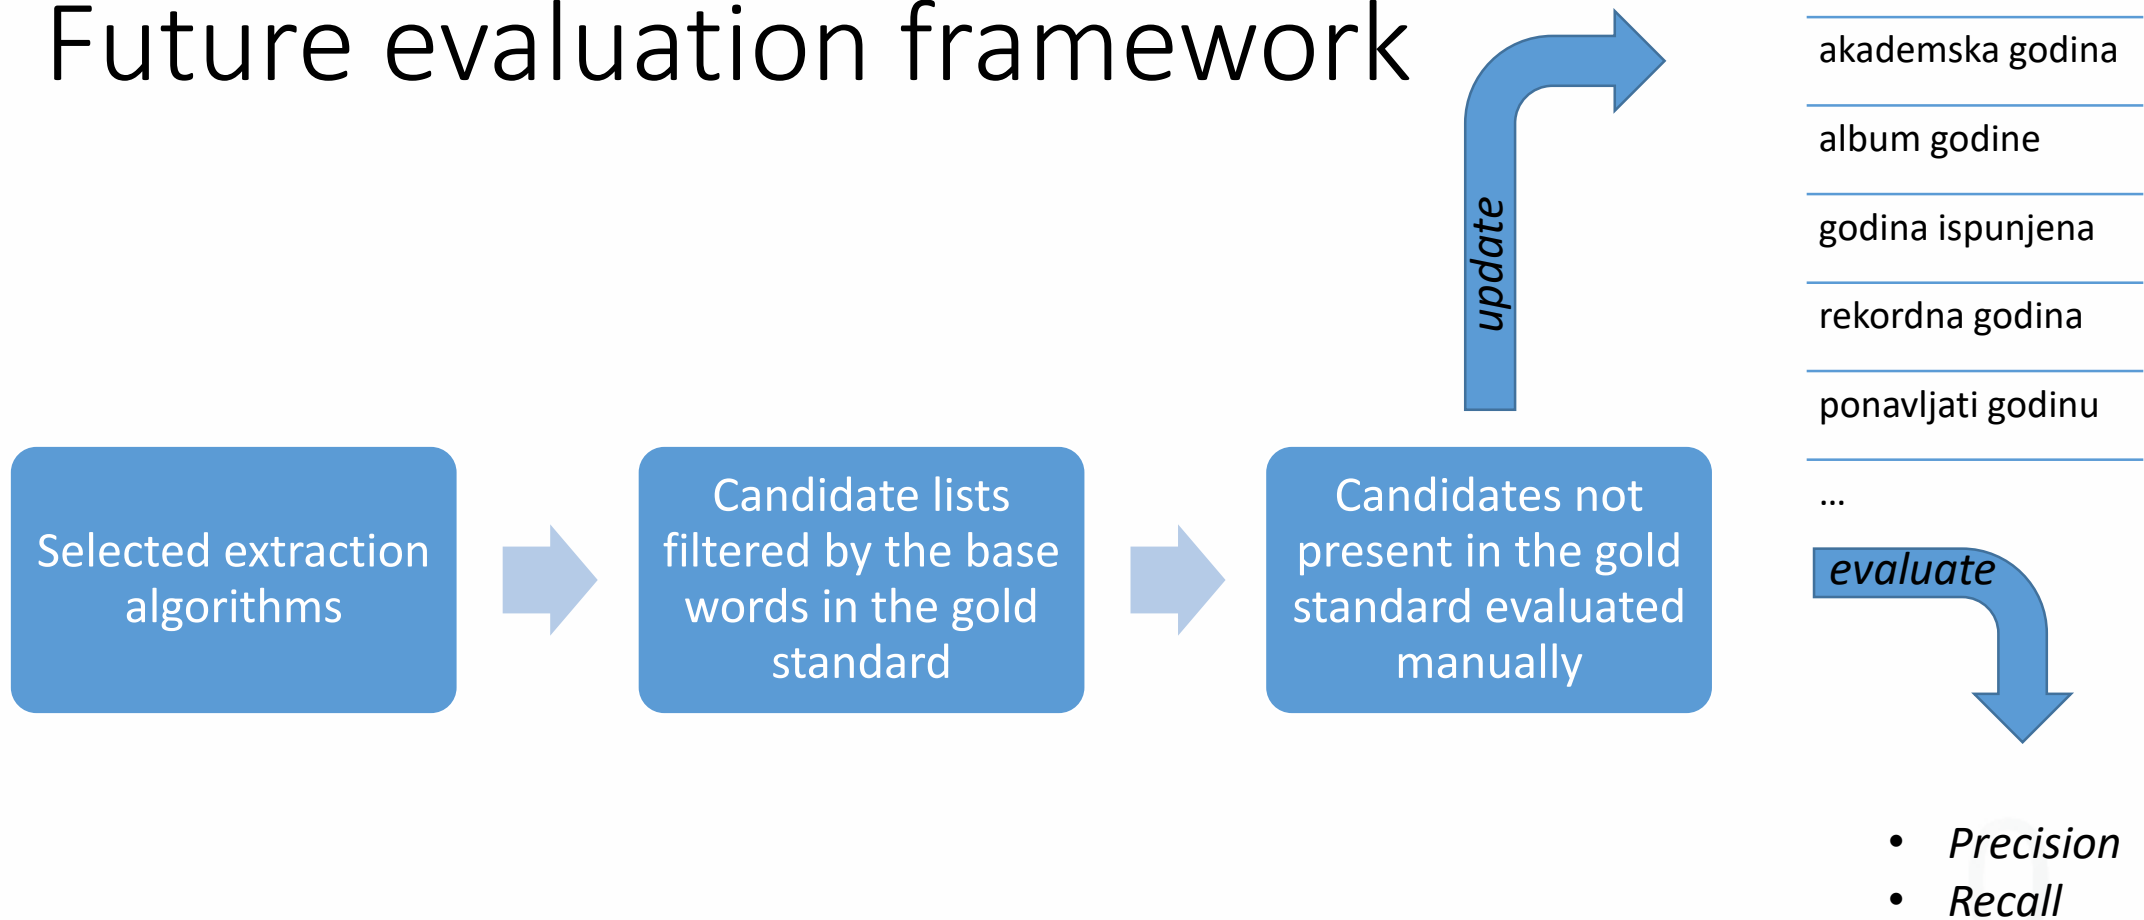 Future evaluation framework
Selected extraction
algorithms
Candidate lists
filtered by the base
words in the gold
standard
Candidates not
present in the gold
standard evaluated
manually
update
akademska godina
album godine
godina ispunjena
rekordna godina
ponavljati godinu
…
evaluate
• Precision
• Recall